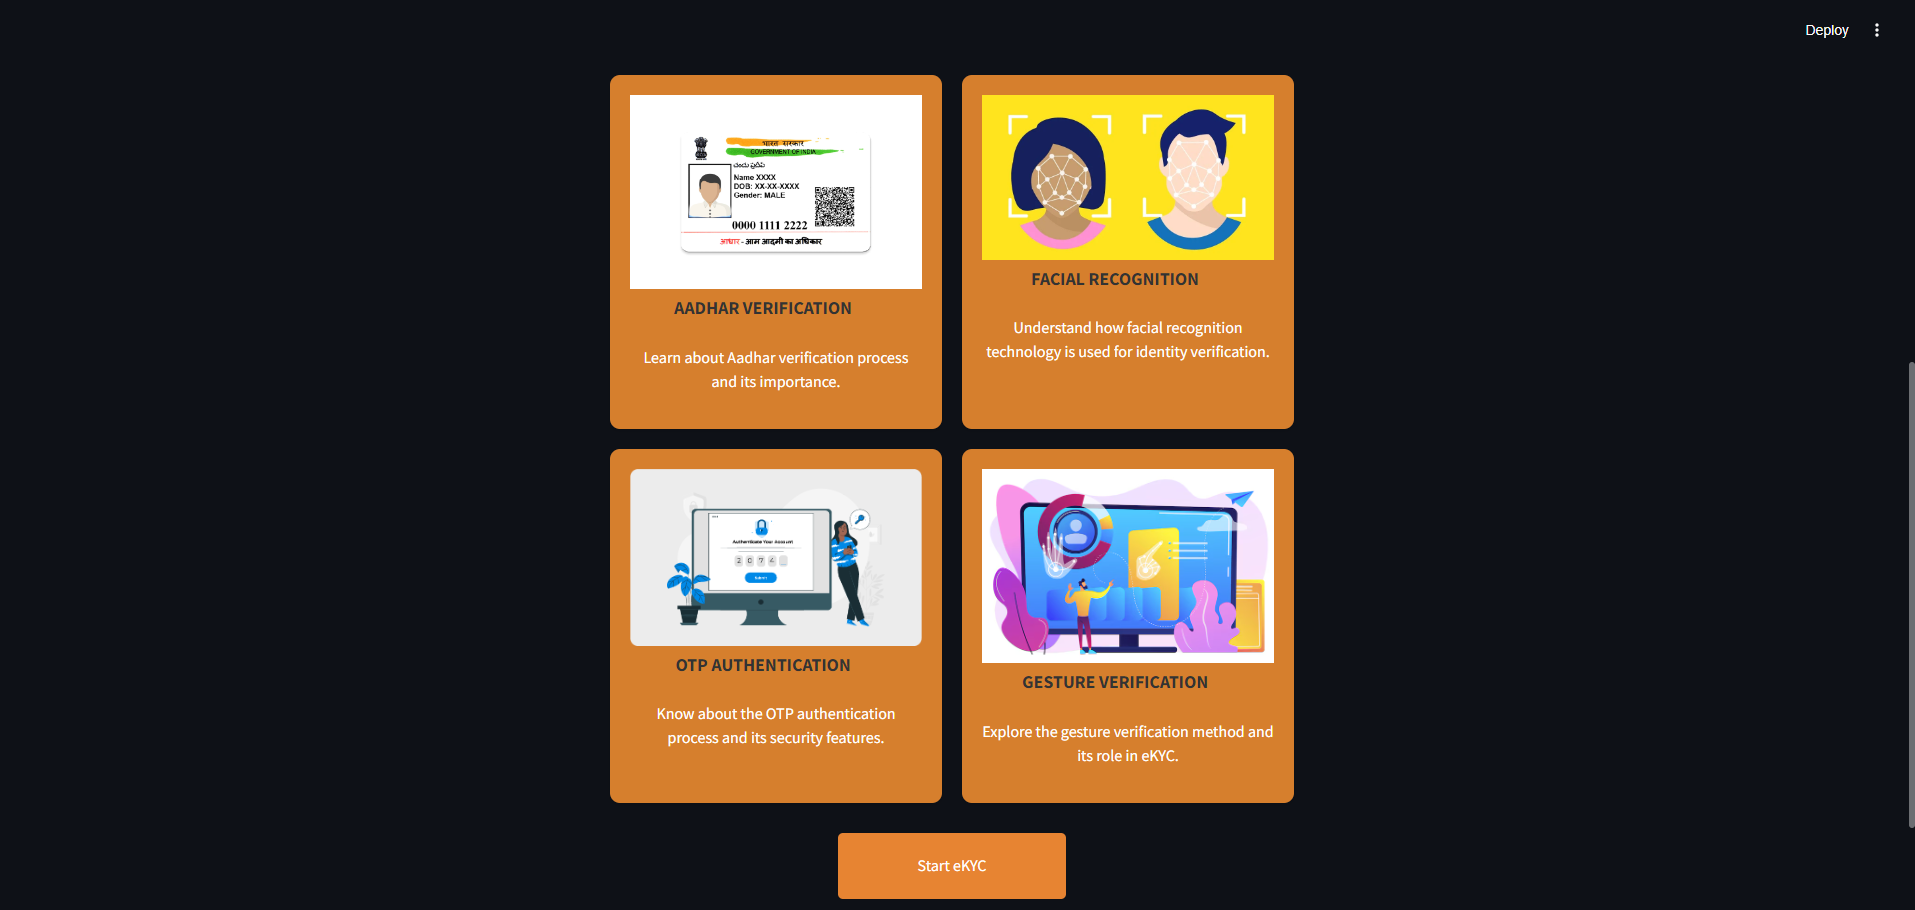 Deploy
भारत सरकार
GOVERNMENT OF INDIA
Name XXXX
DOB: XX-XX-XXXX
Gender: MALE
0000 1111 2222
आधार - आम आदमी का अधिकार
AADHAR VERIFICATION
Learn about Aadhar verification process
and its importance.
FACIAL RECOGNITION
Understand how facial recognition
technology is used for identity verification.
Authenticate Your Account
2 0 7 4
Submit
OTP AUTHENTICATION
Know about the OTP authentication
process and its security features.
GESTURE VERIFICATION
Explore the gesture verification method and
its role in eKYC.
Start eKYC